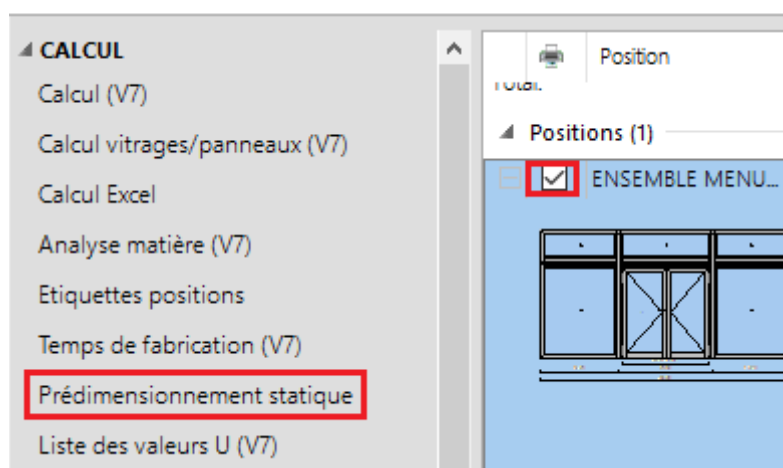 CALCUL
Calcul (V7)
Calcul vitrages/panneaux (V7)
Calcul Excel
Analyse matière (V7)
Etiquettes positions
Temps de fabrication (V7)
Prédimensionnement statique
Liste des valeurs U (V7)
Position
Total:
Positions (1)
ENSEMBLE MENU...